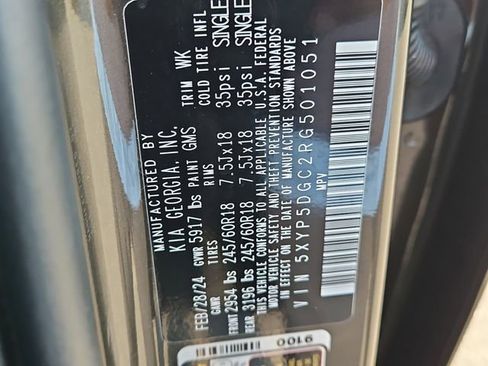 MANUFACTURED BY
KIA GEORGIA, INC.
FEB/28/24 PAINT GMS TRIM WK
GVWR 5917 lbs
GAWR TIRES RIMS COLD TIRE INFL
FRONT 2954 lbs 245/60R18 7.5Jx18 35psi SINGLE
REAR 3196 lbs 245/60R18 7.5Jx18 35psi SINGLE
THIS VEHICLE CONFORMS TO ALL APPLICABLE U.S.A. FEDERAL
MOTOR VEHICLE SAFETY AND THEFT PREVENTION STANDARDS
IN EFFECT ON THE DATE OF MANUFACTURE SHOWN ABOVE
VIN 5XYP5DGC2RG501051
MPV
9100